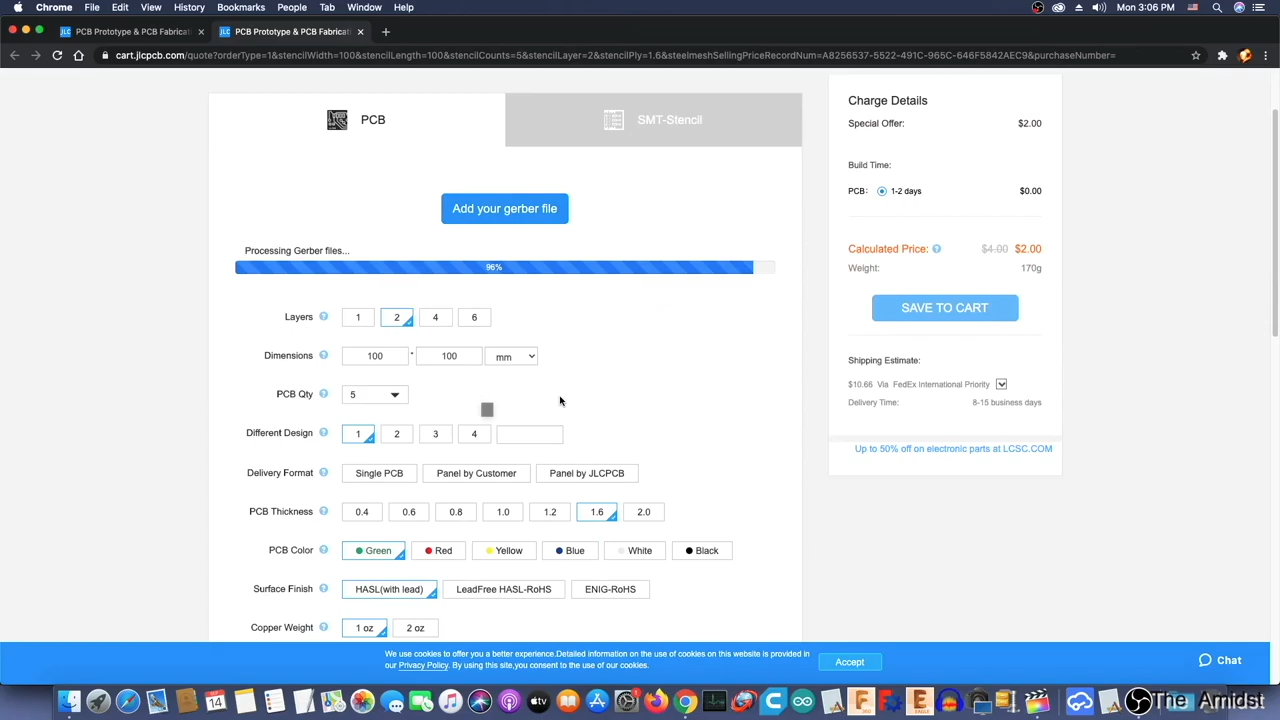 Chrome File Edit View History Bookmarks People Tab Window Help Mon 3:06 PM
PCB Prototype & PCB Fabricati PCB Prototype & PCB Fabricati
cart.jlcpcb.com/quote?orderType=1&stencilWidth=100&stencilLength=100&stencilCounts=5&stencilLayer=2&stencilPly=1.6&steelmeshSellingPriceRecordNum=A8256537-5522-491C-965C-646F5842AEC9&purchaseNumber=
PCB
SMT-Stencil
Add your gerber file
Processing Gerber files...
96%
Layers 1 2 4 6
Dimensions 100 * 100 mm
PCB Qty 5
Different Design 1 2 3 4
Delivery Format Single PCB Panel by Customer Panel by JLCPCB
PCB Thickness 0.4 0.6 0.8 1.0 1.2 1.6 2.0
PCB Color Green Red Yellow Blue White Black
Surface Finish HASL(with lead) LeadFree HASL-RoHS ENIG-RoHS
Copper Weight 1 oz 2 oz
Charge Details
Special Offer: $2.00
Build Time:
PCB: 1-2 days $0.00
Calculated Price: $4.00 $2.00
Weight: 170g
SAVE TO CART
Shipping Estimate:
$10.66 Via FedEx International Priority
Delivery Time: 8-15 business days
Up to 50% off on electronic parts at LCSC.COM
We use cookies to offer you a better experience.Detailed information on the use of cookies on this website is provided in
our Privacy Policy. By using this site,you consent to the use of our cookies.
Accept
Chat
The Amidst